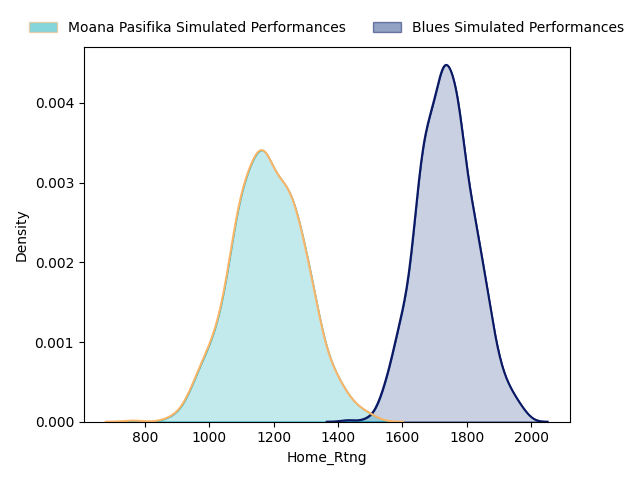 Moana Pasifika Simulated Performances Blues Simulated Performances
0.004
0.003
0.002
0.001
0.000
Density
800 1000 1200 1400 1600 1800 2000
Home_Rtng